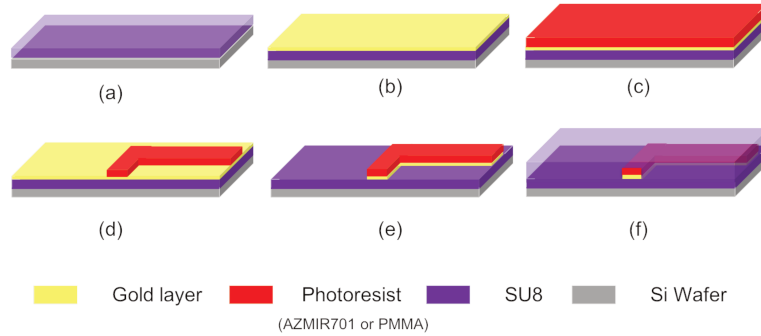 (a)
(b)
(c)
(d)
(e)
(f)
Gold layer
Photoresist
SU8
Si Wafer
(AZMIR701 or PMMA)